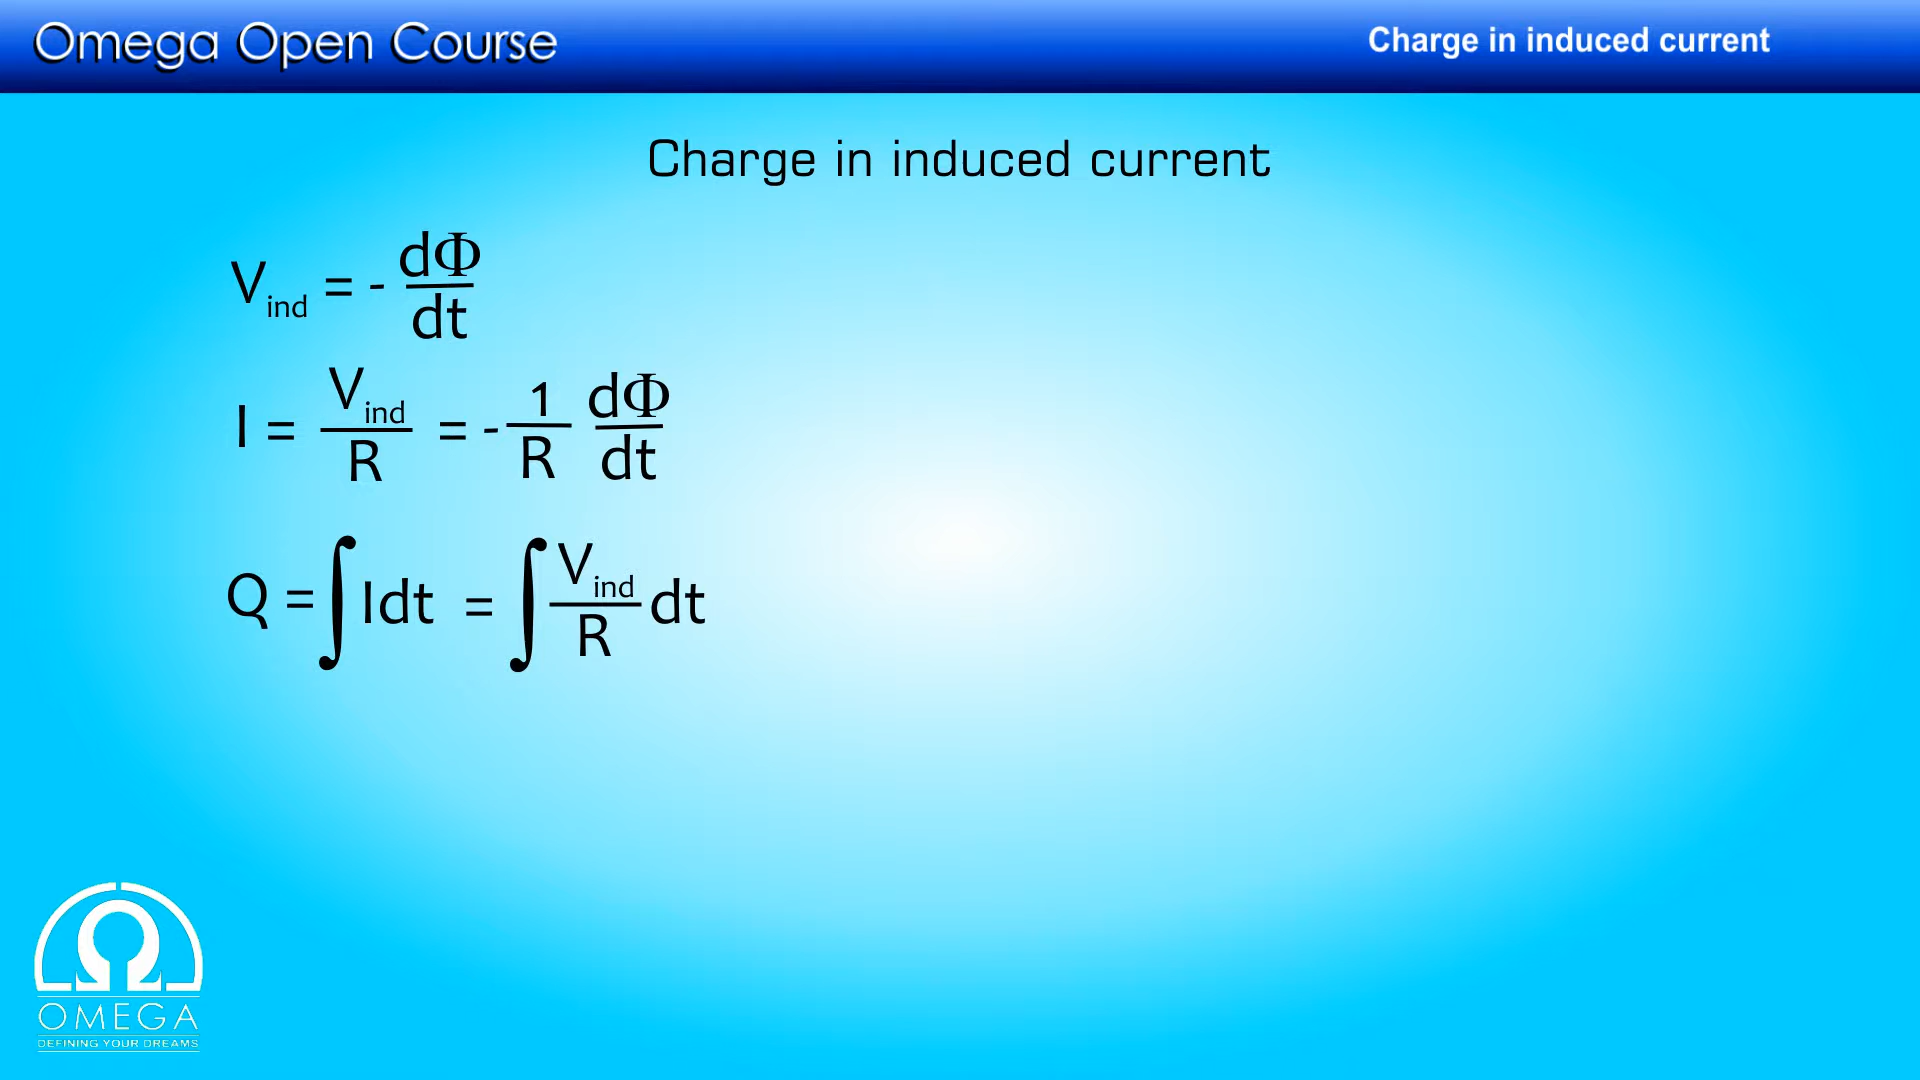 Omega Open Course
Charge in induced current
Charge in induced current
V_ind = - dΦ/dt
I = V_ind/R = - 1/R dΦ/dt
Q = ∫Idt = ∫ V_ind/R dt
OMEGA
DEFINING YOUR DREAMS